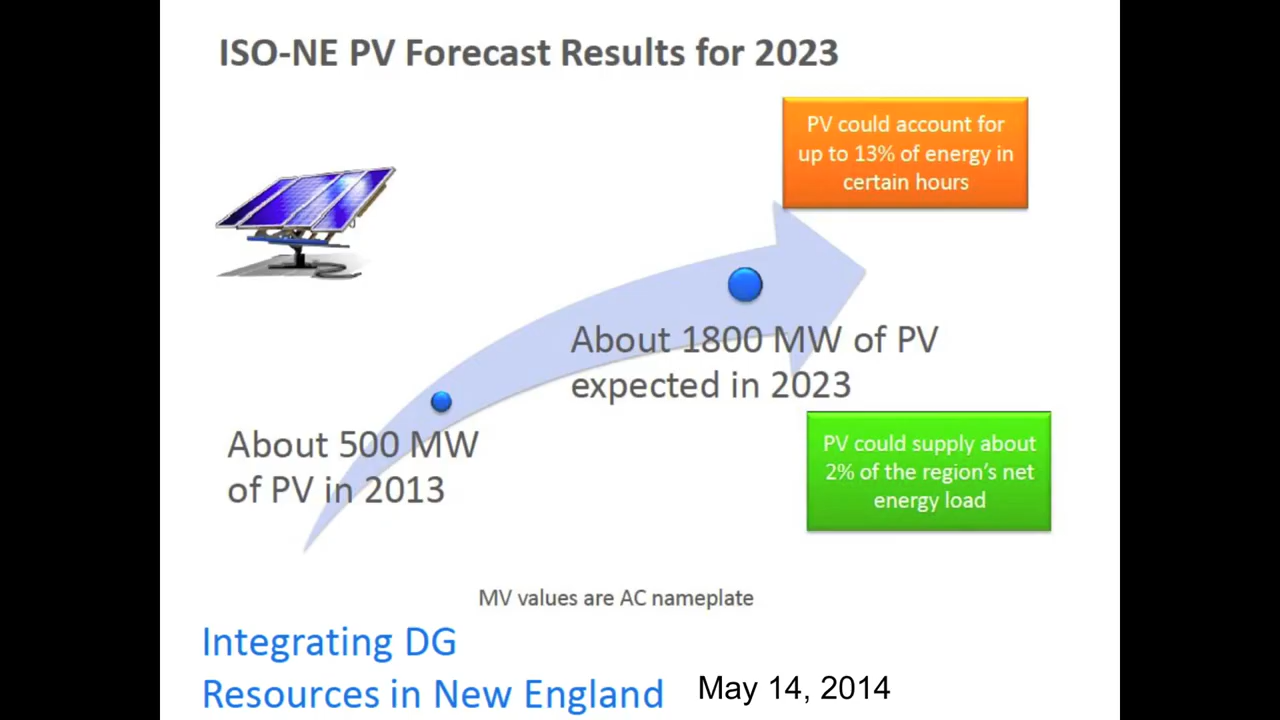 ISO-NE PV Forecast Results for 2023
PV could account for
up to 13% of energy in
certain hours
About 1800 MW of PV
expected in 2023
About 500 MW
of PV in 2013
PV could supply about
2% of the region's net
energy load
MV values are AC nameplate
Integrating DG
Resources in New England
May 14, 2014